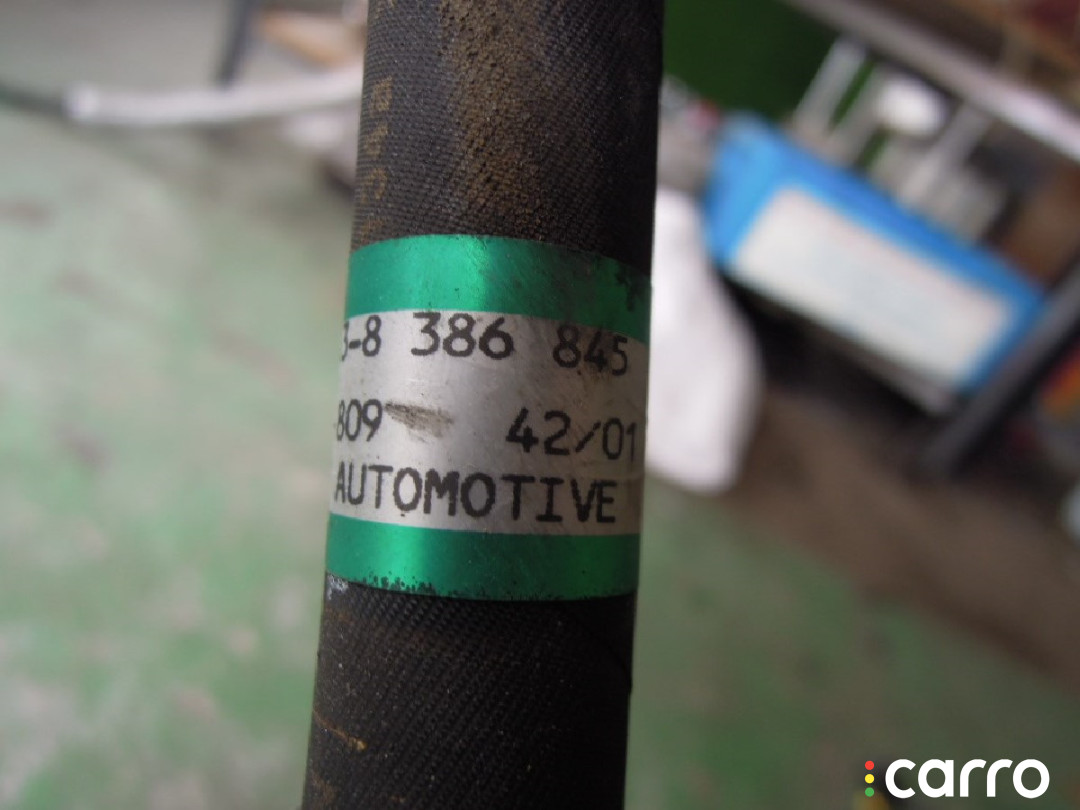 3-8 386 845
809 42/01
AUTOMOTIVE
carro